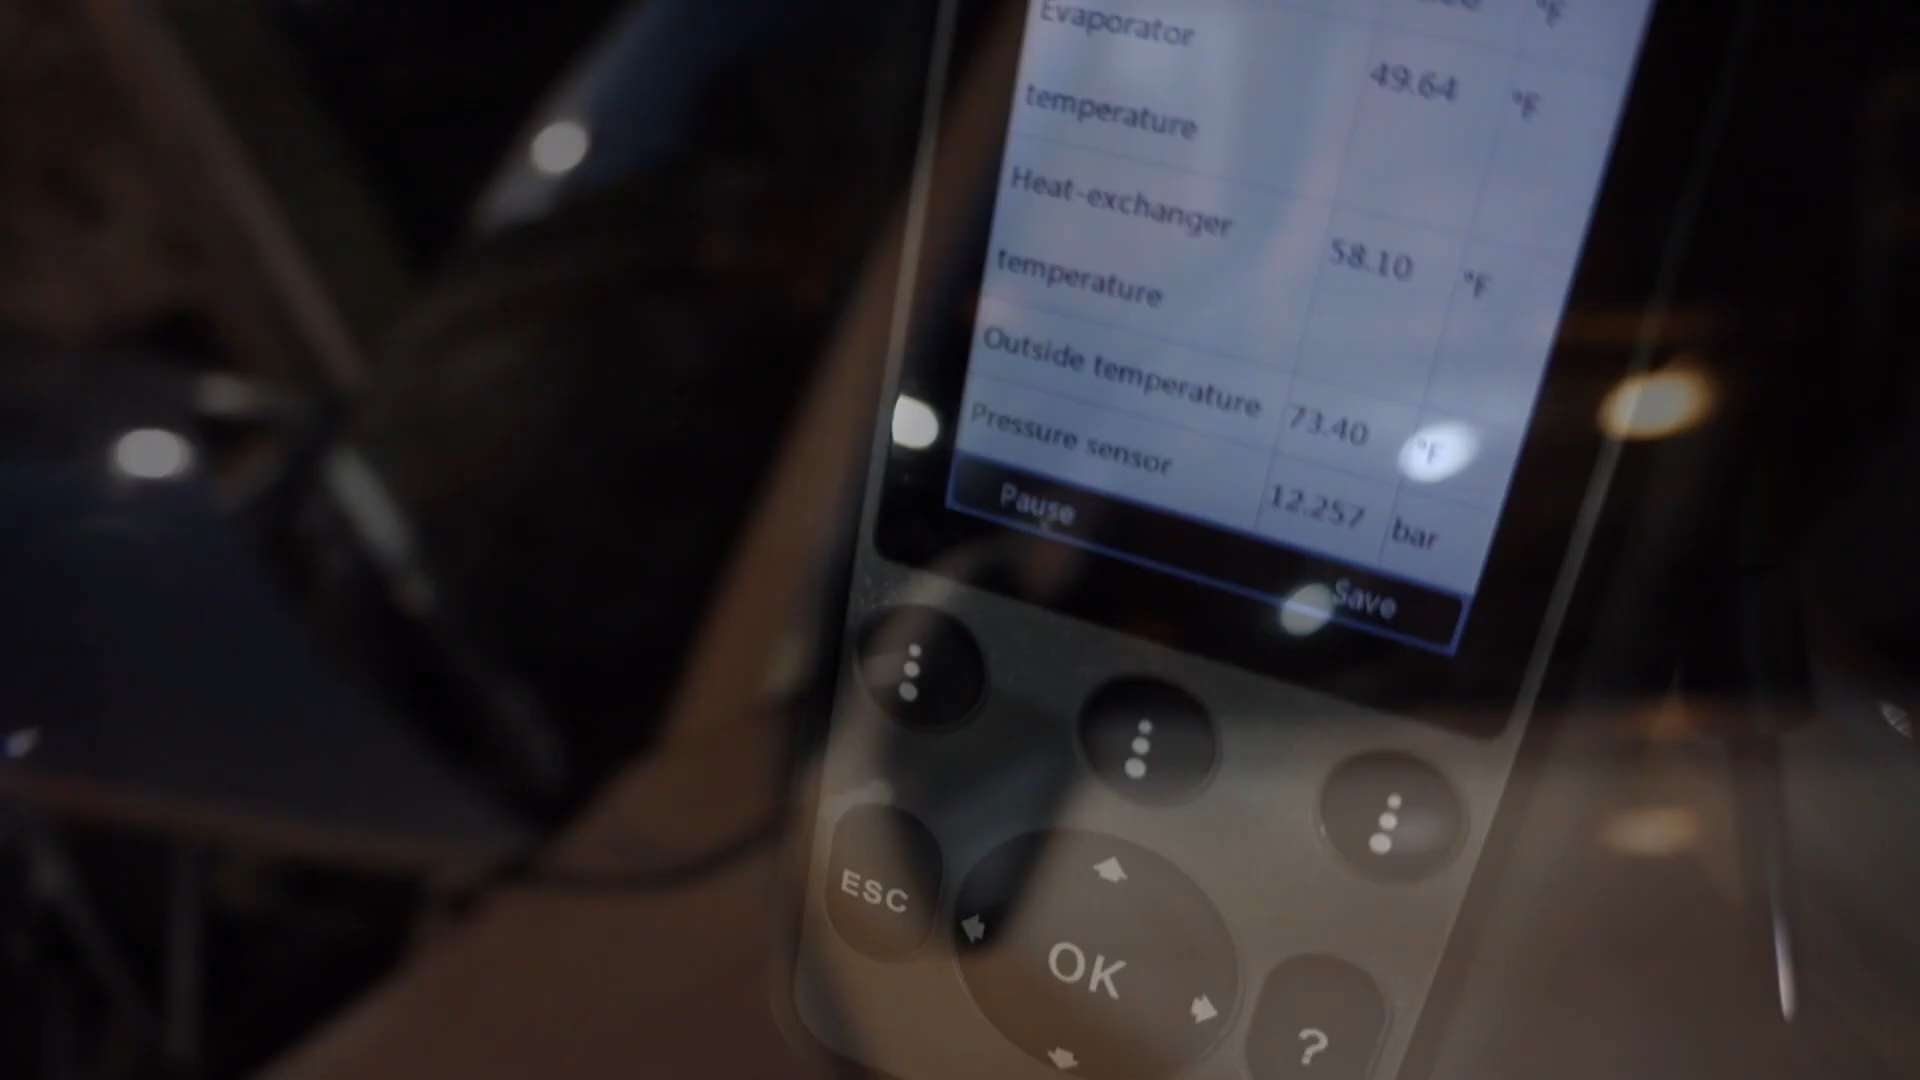 °F
Evaporator
temperature
49.64 °F
Heat-exchanger
temperature
58.10 °F
Outside temperature 73.40 °F
Pressure sensor 12.257 bar
Pause Save
ESC
OK
?